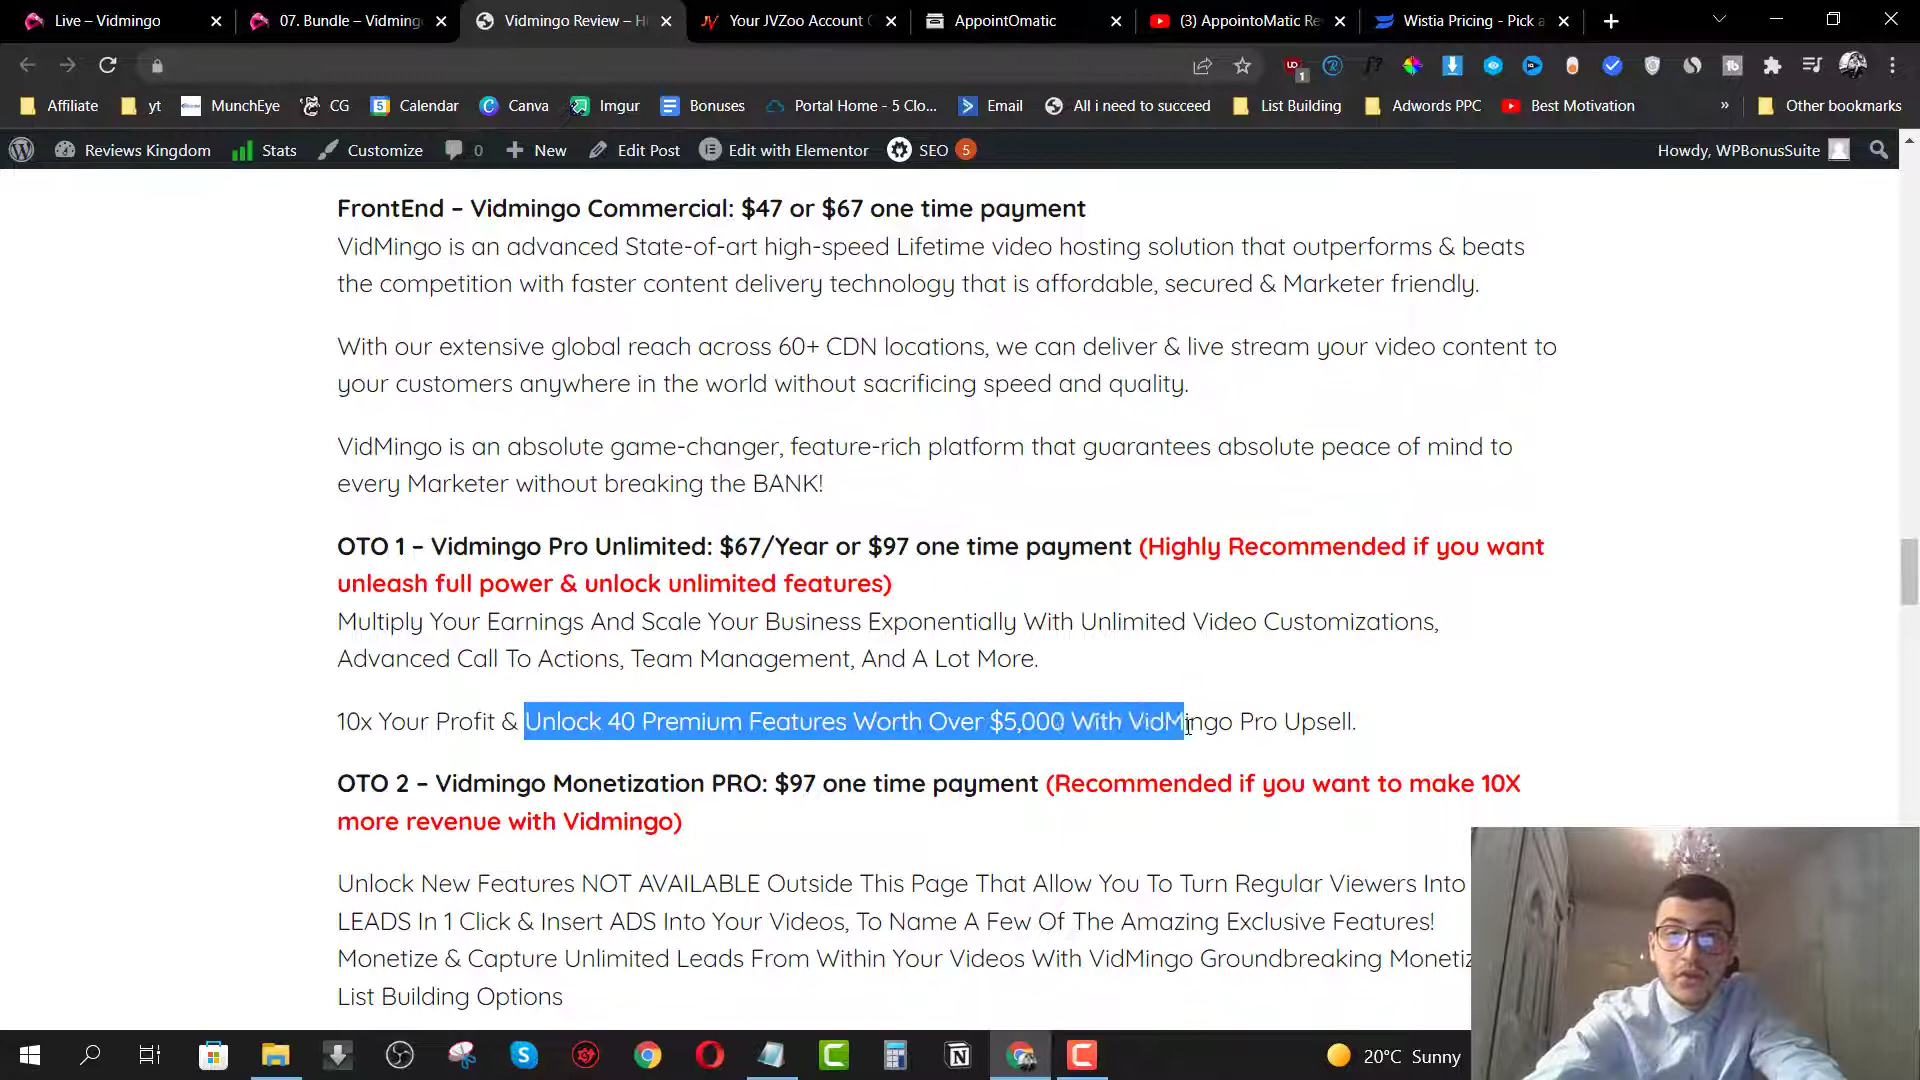 Live – Vidmingo
07. Bundle – Vidming
Vidmingo Review – H
Your JVZoo Account
AppointOmatic
(3) AppointoMatic Re
Wistia Pricing - Pick a
Affiliate
yt
MunchEye
CG
Calendar
Canva
Imgur
Bonuses
Portal Home - 5 Clo...
Email
All i need to succeed
List Building
Adwords PPC
Best Motivation
»
Other bookmarks
Reviews Kingdom
Stats
Customize
0
New
Edit Post
Edit with Elementor
SEO 5
Howdy, WPBonusSuite
FrontEnd – Vidmingo Commercial: $47 or $67 one time payment
VidMingo is an advanced State-of-art high-speed Lifetime video hosting solution that outperforms & beats
the competition with faster content delivery technology that is affordable, secured & Marketer friendly.
With our extensive global reach across 60+ CDN locations, we can deliver & live stream your video content to
your customers anywhere in the world without sacrificing speed and quality.
VidMingo is an absolute game-changer, feature-rich platform that guarantees absolute peace of mind to
every Marketer without breaking the BANK!
OTO 1 – Vidmingo Pro Unlimited: $67/Year or $97 one time payment (Highly Recommended if you want
unleash full power & unlock unlimited features)
Multiply Your Earnings And Scale Your Business Exponentially With Unlimited Video Customizations,
Advanced Call To Actions, Team Management, And A Lot More.
10x Your Profit & Unlock 40 Premium Features Worth Over $5,000 With VidMingo Pro Upsell.
OTO 2 – Vidmingo Monetization PRO: $97 one time payment (Recommended if you want to make 10X
more revenue with Vidmingo)
Unlock New Features NOT AVAILABLE Outside This Page That Allow You To Turn Regular Viewers Into
LEADS In 1 Click & Insert ADS Into Your Videos, To Name A Few Of The Amazing Exclusive Features!
Monetize & Capture Unlimited Leads From Within Your Videos With VidMingo Groundbreaking Monetiz
List Building Options
20°C Sunny